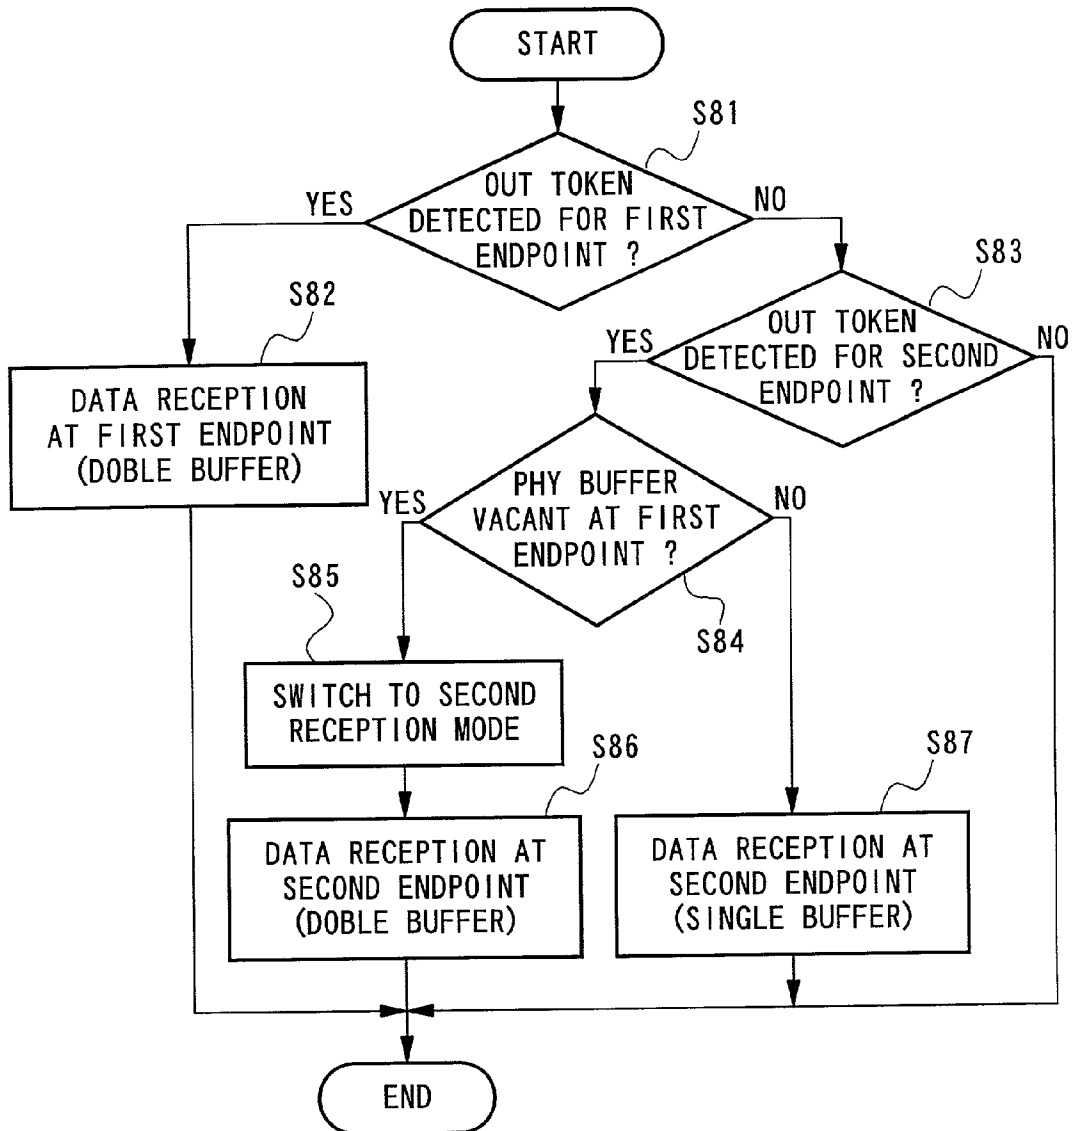 START
S81
OUT TOKEN
DETECTED FOR FIRST
ENDPOINT ?
YES
NO
S83
OUT TOKEN
DETECTED FOR SECOND
ENDPOINT ?
YES
NO
S82
DATA RECEPTION
AT FIRST ENDPOINT
(DOBLE BUFFER)
PHY BUFFER
VACANT AT FIRST
ENDPOINT ?
YES
NO
S84
S85
SWITCH TO SECOND
RECEPTION MODE
S86
DATA RECEPTION AT
SECOND ENDPOINT
(DOBLE BUFFER)
S87
DATA RECEPTION AT
SECOND ENDPOINT
(SINGLE BUFFER)
END